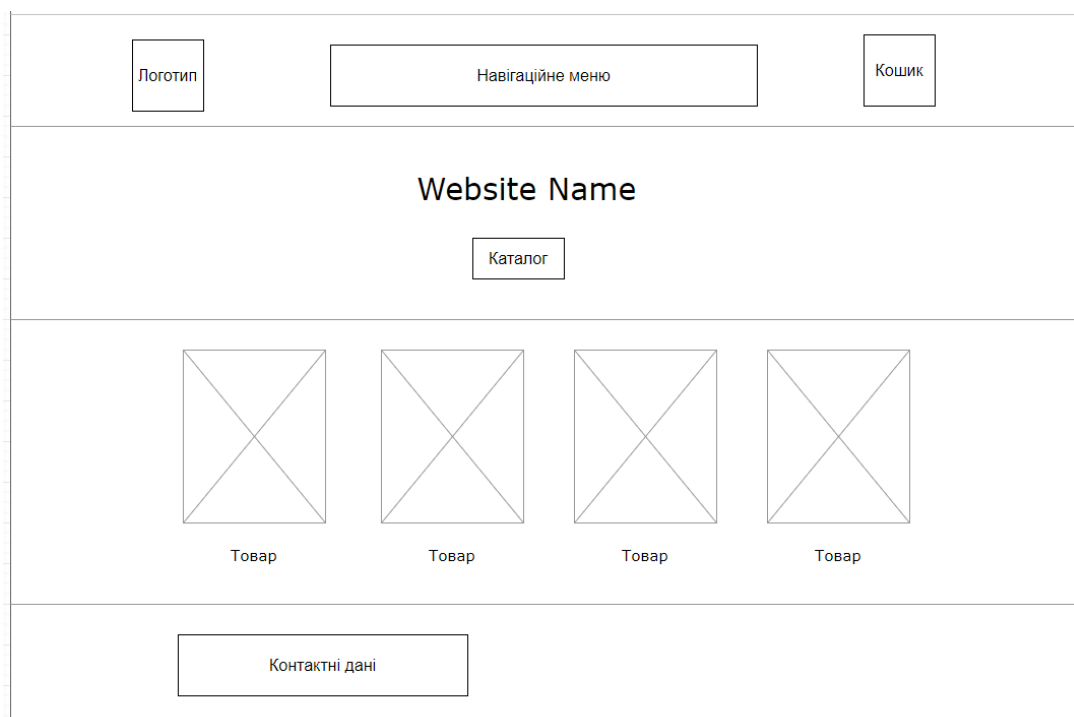 Логотип
Навігаційне меню
Кошик
Website Name
Каталог
Товар
Товар
Товар
Товар
Контактні дані